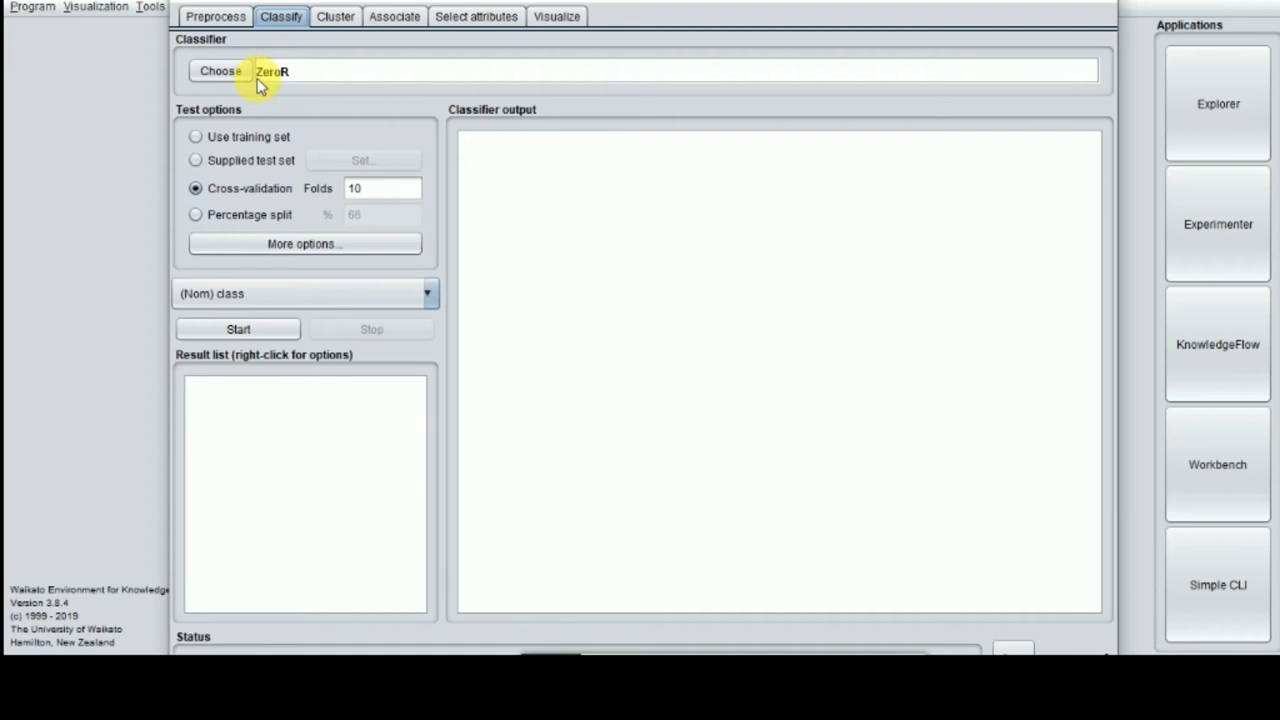 Program Visualization Tools
Preprocess Classify Cluster Associate Select attributes Visualize
Applications
Classifier
Choose ZeroR
Test options
Use training set
Supplied test set Set...
Cross-validation Folds 10
Percentage split % 66
More options...
(Nom) class
Start Stop
Result list (right-click for options)
Classifier output
Status
Explorer
Experimenter
KnowledgeFlow
Workbench
Simple CLI
Waikato Environment for Knowledge
Version 3.8.4
(c) 1999 - 2019
The University of Waikato
Hamilton, New Zealand